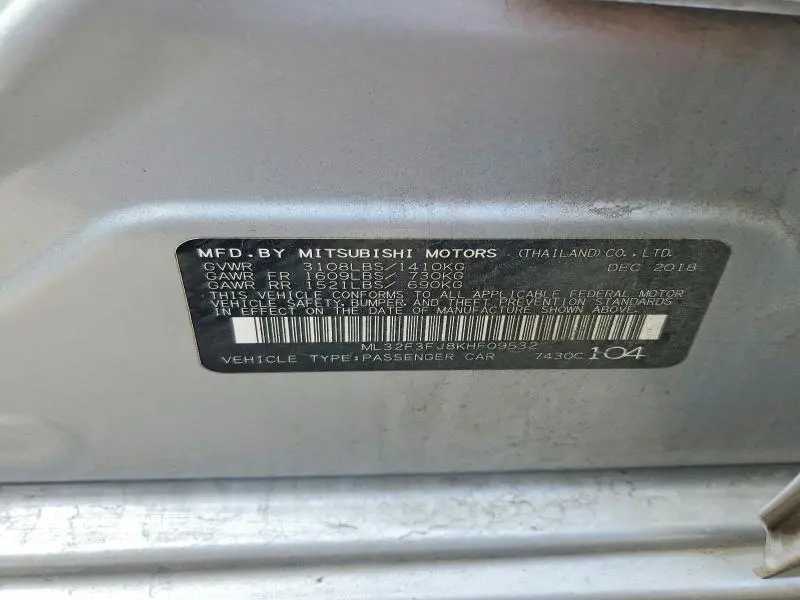 MFD.BY MITSUBISHI MOTORS (THAILAND) CO., LTD.
GVWR 3108LBS/1410KG DEC 2018
GAWR FR 1609LBS/ 730KG
GAWR RR 1521LBS/ 690KG
THIS VEHICLE CONFORMS TO ALL APPLICABLE FEDERAL MOTOR
VEHICLE SAFETY, BUMPER, AND THEFT PREVENTION STANDARDS
IN EFFECT ON THE DATE OF MANUFACTURE SHOWN ABOVE.
ML32F3FJ8KHF09532
VEHICLE TYPE:PASSENGER CAR 7430C 104